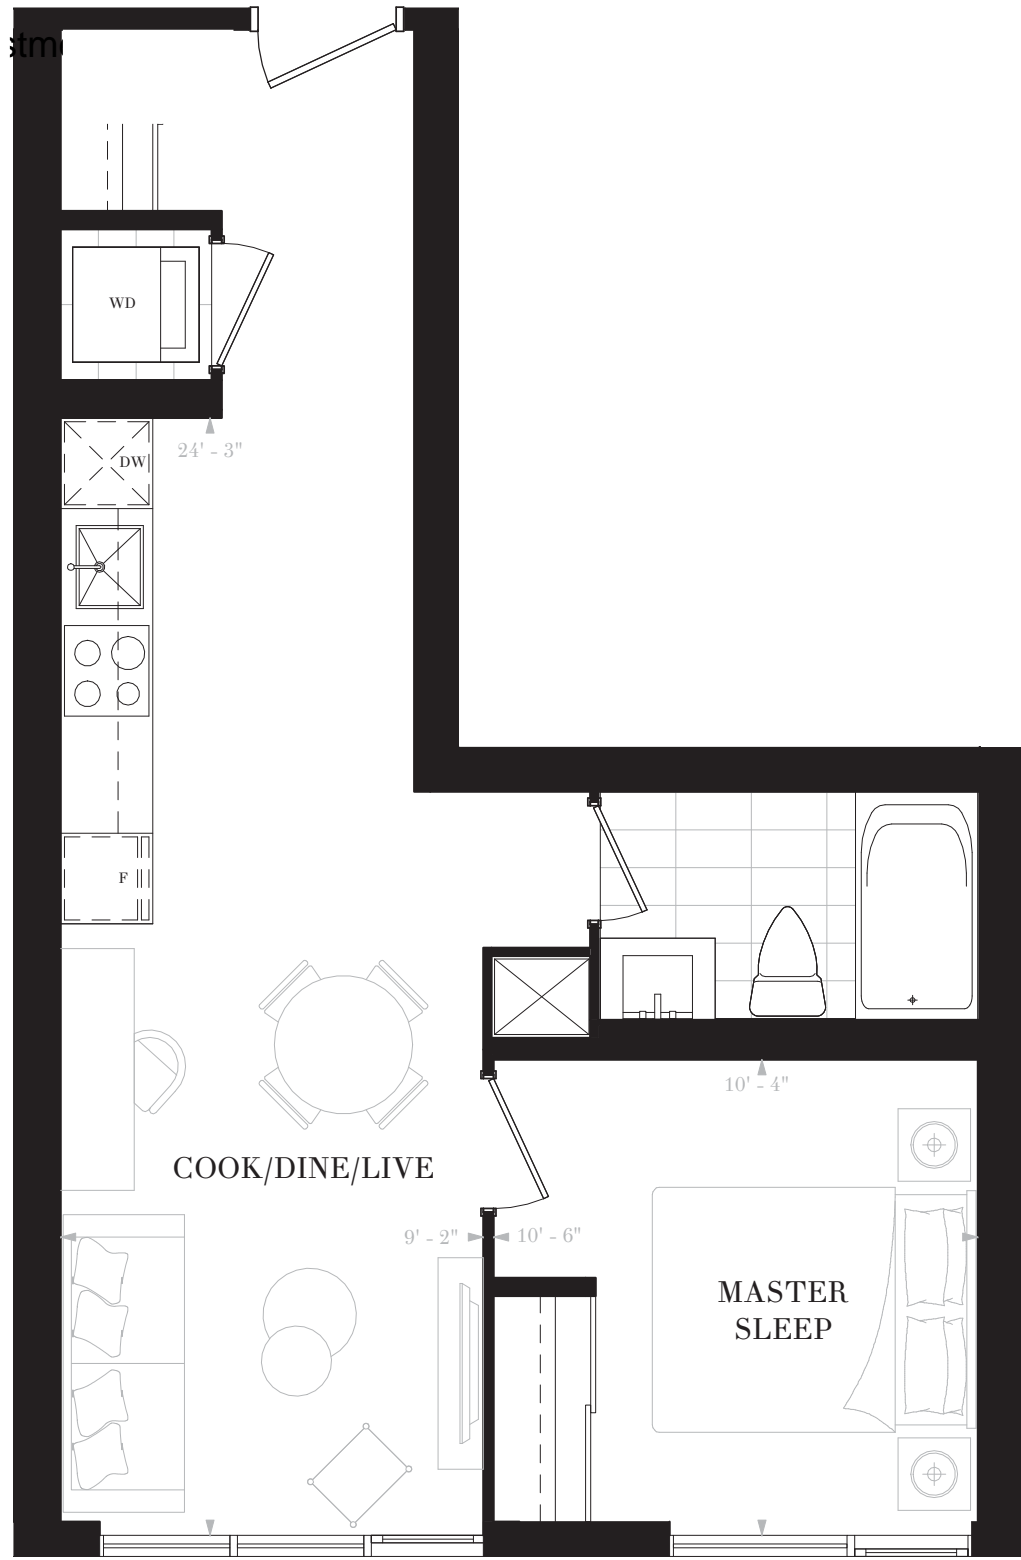 WD
DW
24' - 3"
F
10' - 4"
COOK/DINE/LIVE
9' - 2"
10' - 6"
MASTER
SLEEP